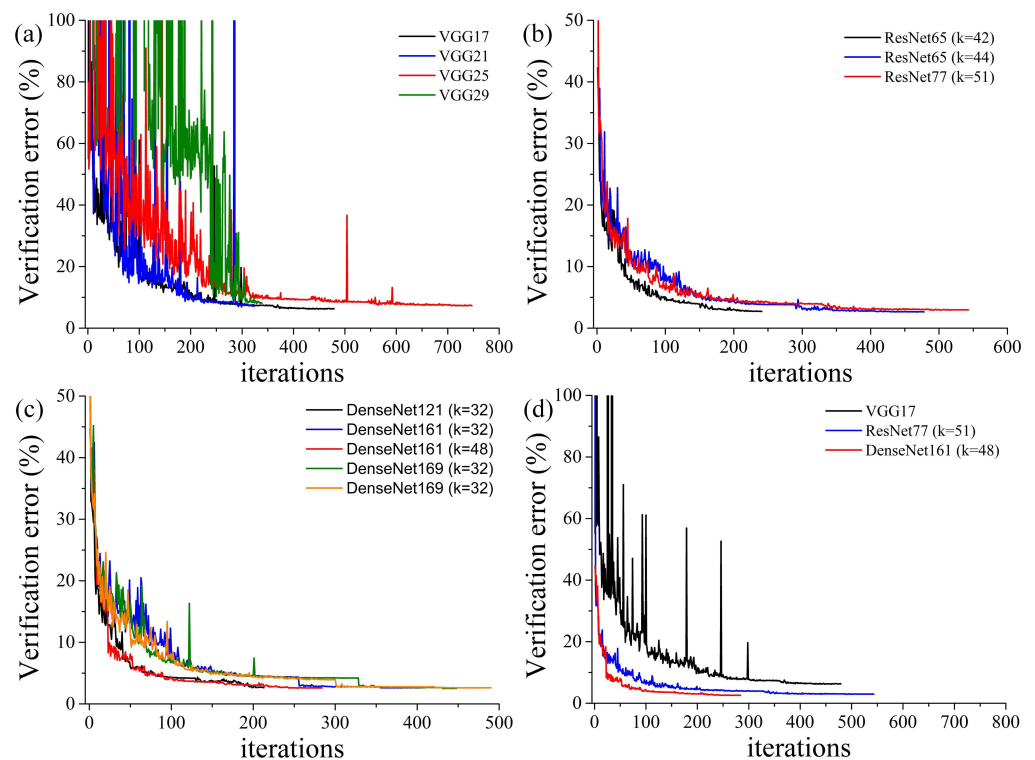 (a)
VGG17
VGG21
VGG25
VGG29
Verification error (%)
100
80
60
40
20
0
0 100 200 300 400 500 600 700 800
iterations
(b)
ResNet65 (k=42)
ResNet65 (k=44)
ResNet77 (k=51)
Verification error (%)
50
40
30
20
10
0
0 100 200 300 400 500 600
iterations
(c)
DenseNet121 (k=32)
DenseNet161 (k=32)
DenseNet161 (k=48)
DenseNet169 (k=32)
DenseNet169 (k=32)
Verification error (%)
50
40
30
20
10
0
0 100 200 300 400 500
iterations
(d)
VGG17
ResNet77 (k=51)
DenseNet161 (k=48)
Verification error (%)
100
80
60
40
20
0
0 100 200 300 400 500 600 700 800
iterations